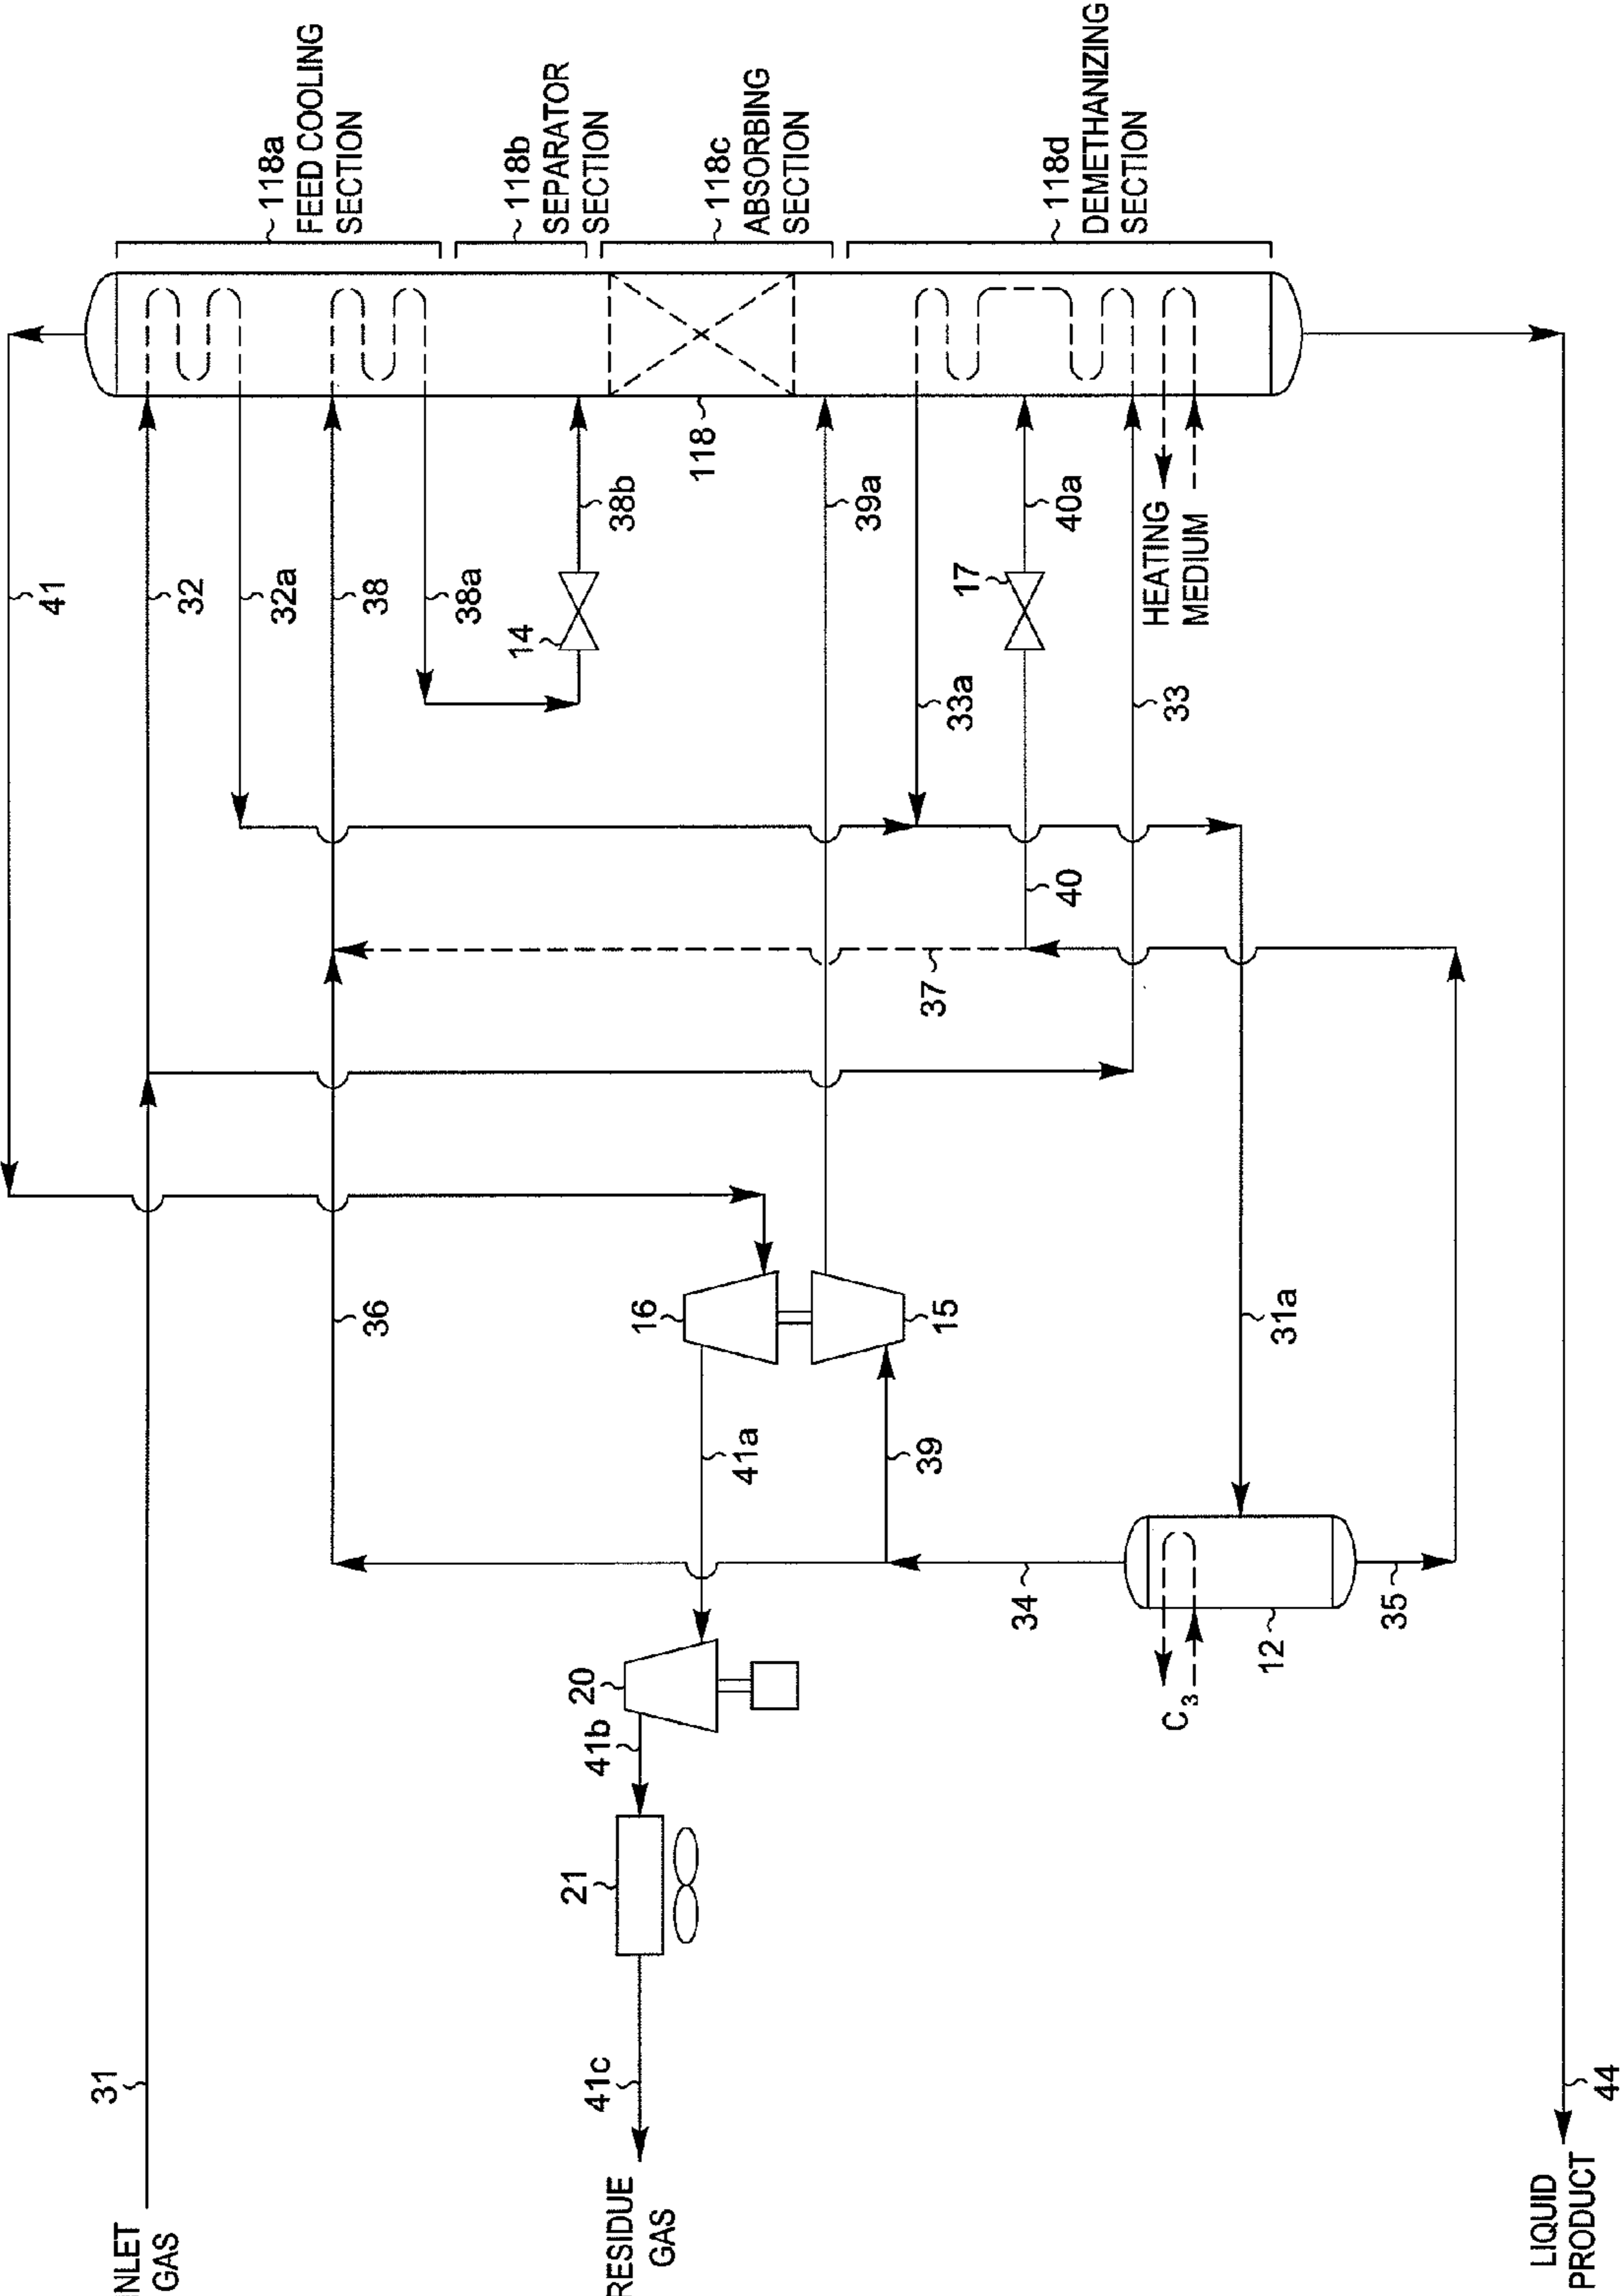 41
31
NLET
GAS
32
32a
118a
FEED COOLING
SECTION
36
38
38a
118b
SEPARATOR
SECTION
14
38b
21
20
41b
41c
RESIDUE
GAS
16
118
118c
ABSORBING
SECTION
41a
39a
39
15
37
33a
17
34
40
40a
118d
DEMETHANIZING
SECTION
HEATING
MEDIUM
33
C₃
12
31a
35
LIQUID
PRODUCT
44